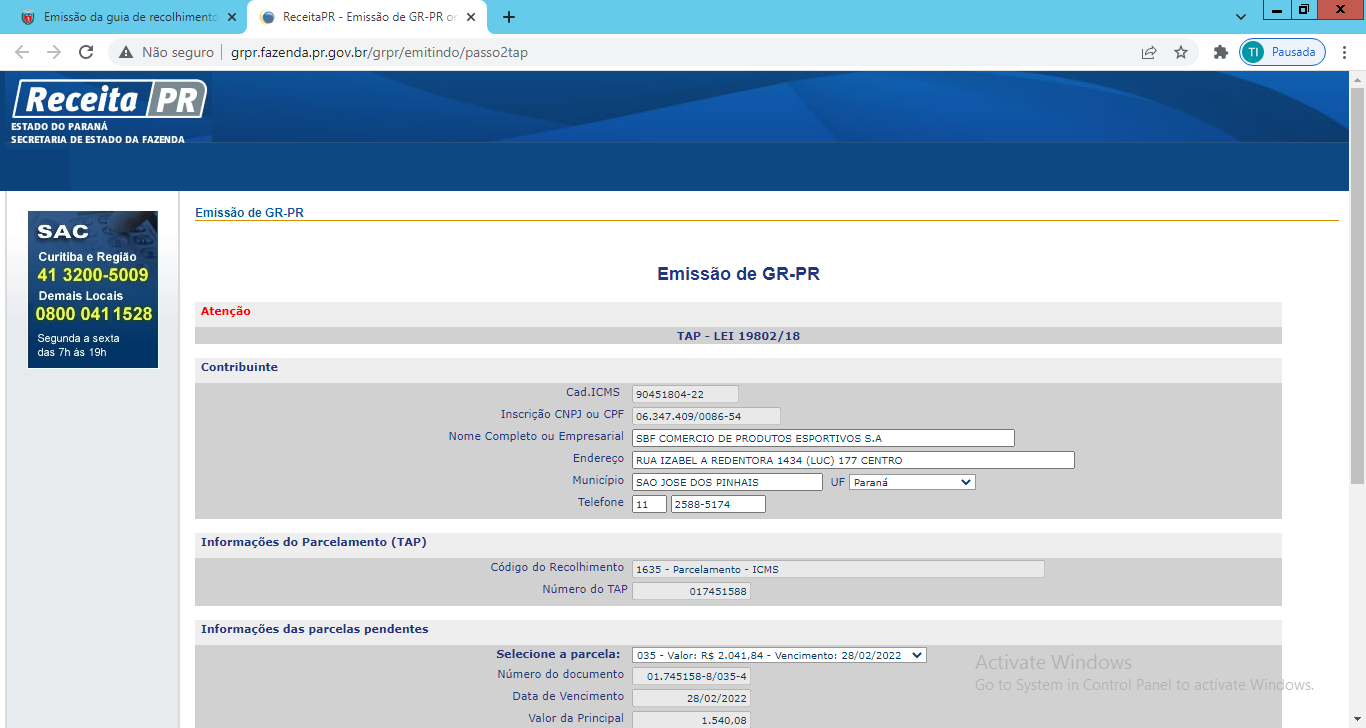 Emissão da guia de recolhimento
ReceitaPR - Emissão de GR-PR or
Não seguro
grpr.fazenda.pr.gov.br/grpr/emitindo/passo2tap
TI
Pausada
Receita PR
ESTADO DO PARANÁ
SECRETARIA DE ESTADO DA FAZENDA
SAC
Curitiba e Região
41 3200-5009
Demais Locais
0800 041 1528
Segunda a sexta
das 7h às 19h
Emissão de GR-PR
Emissão de GR-PR
Atenção
TAP - LEI 19802/18
Contribuinte
Cad.ICMS 90451804-22
Inscrição CNPJ ou CPF 06.347.409/0086-54
Nome Completo ou Empresarial SBF COMERCIO DE PRODUTOS ESPORTIVOS S.A
Endereço RUA IZABEL A REDENTORA 1434 (LUC) 177 CENTRO
Município SAO JOSE DOS PINHAIS UF Paraná
Telefone 11 2588-5174
Informações do Parcelamento (TAP)
Código do Recolhimento 1635 - Parcelamento - ICMS
Número do TAP 017451588
Informações das parcelas pendentes
Selecione a parcela: 035 - Valor: R$ 2.041,84 - Vencimento: 28/02/2022
Número do documento 01.745158-8/035-4
Data de Vencimento 28/02/2022
Valor da Principal 1.540,08
Activate Windows
Go to System in Control Panel to activate Windows.